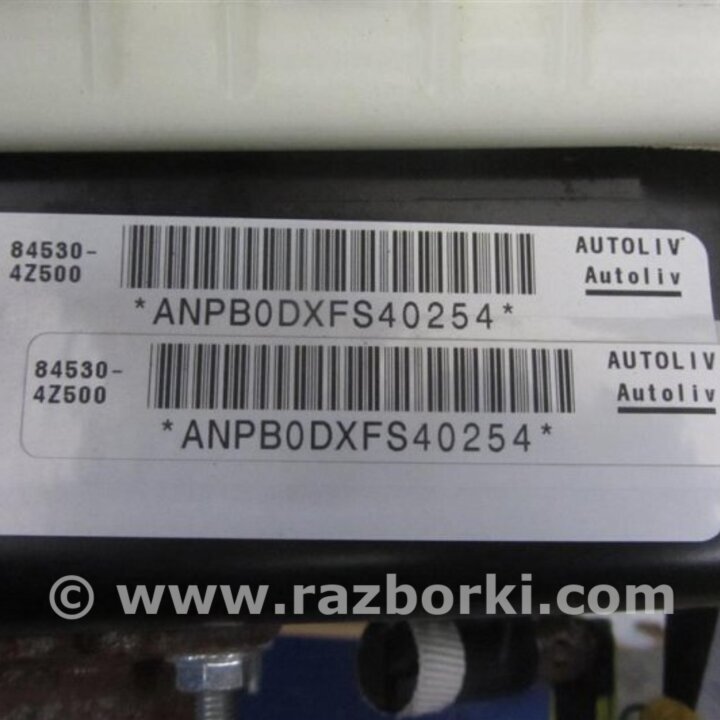 84530- AUTOLIV
4Z500 Autoliv
*ANPB0DXFS40254*
84530- AUTOLIV
4Z500 Autoliv
*ANPB0DXFS40254*
© www.razborki.com